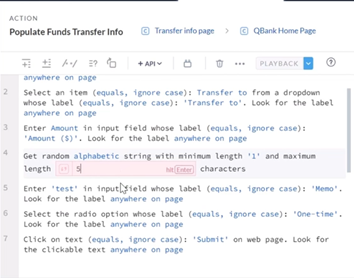 ACTION
Populate Funds Transfer Info
Transfer info page
QBank Home Page
+ API
PLAYBACK
anywhere on page
2 Select an item (equals, ignore case): Transfer to from a dropdown
whose label (equals, ignore case): 'Transfer to'. Look for the label
anywhere on page
3 Enter Amount in input field whose label (equals, ignore case):
'Amount ($)'. Look for the label anywhere on page
4 Get random alphabetic string with minimum length '1' and maximum
length 5 hit Enter characters
5 Enter 'test' in input field whose label (equals, ignore case): 'Memo'.
Look for the label anywhere on page
6 Select the radio option whose label (equals, ignore case): 'One-time'.
Look for the label anywhere on page
7 Click on text (equals, ignore case): 'Submit' on web page. Look for
the clickable text anywhere on page